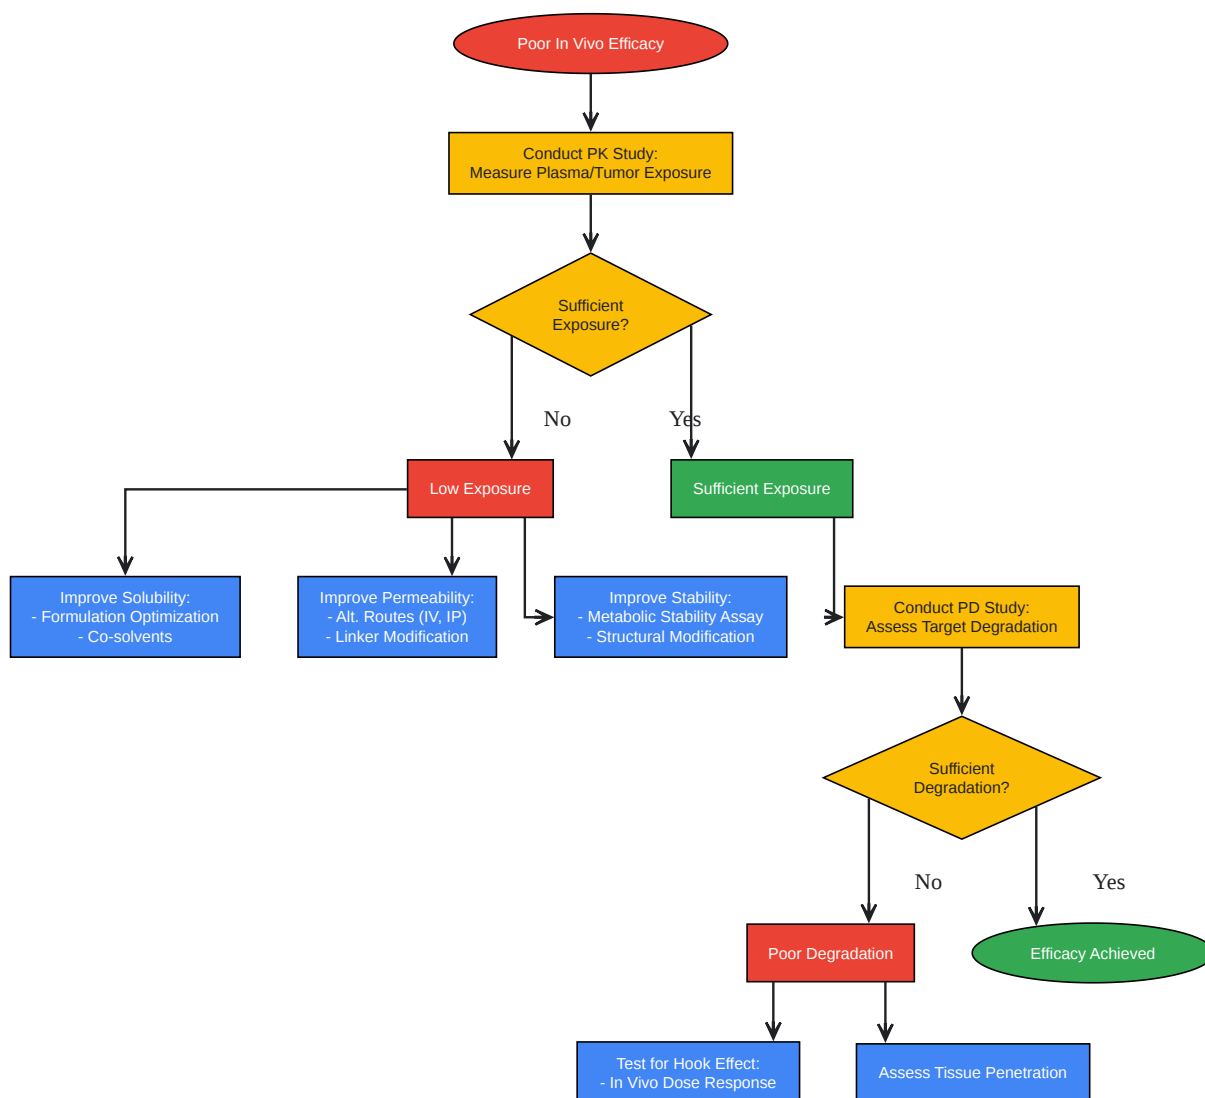 Poor In Vivo Efficacy
Conduct PK Study:
Measure Plasma/Tumor Exposure
Sufficient
Exposure?
No
Yes
Low Exposure
Sufficient Exposure
Improve Solubility:
- Formulation Optimization
- Co-solvents
Improve Permeability:
- Alt. Routes (IV, IP)
- Linker Modification
Improve Stability:
- Metabolic Stability Assay
- Structural Modification
Conduct PD Study:
Assess Target Degradation
Sufficient
Degradation?
No
Yes
Poor Degradation
Efficacy Achieved
Test for Hook Effect:
- In Vivo Dose Response
Assess Tissue Penetration